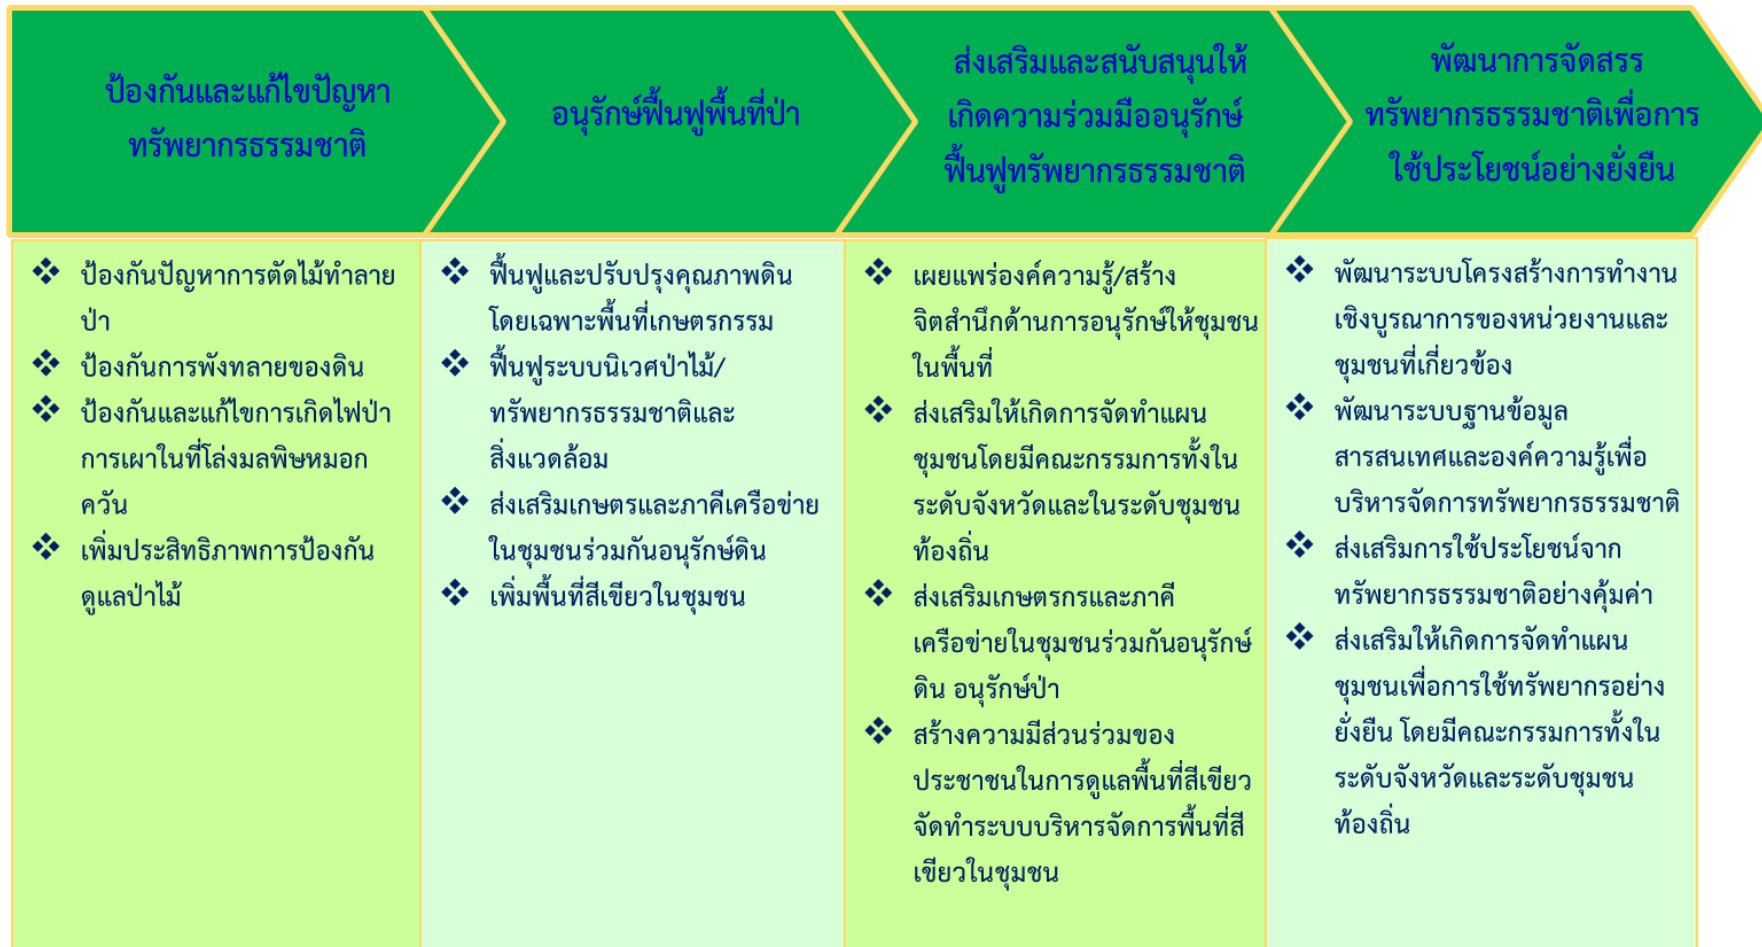 ป้องกันและแก้ไขปัญหา
ทรัพยากรธรรมชาติ
อนุรักษ์ฟื้นฟูพื้นที่ป่า
ส่งเสริมและสนับสนุนให้
เกิดความร่วมมืออนุรักษ์
ฟื้นฟูทรัพยากรธรรมชาติ
พัฒนาการจัดสรร
ทรัพยากรธรรมชาติเพื่อการ
ใช้ประโยชน์อย่างยั่งยืน
❖ ป้องกันปัญหาการตัดไม้ทำลาย
ป่า
❖ ป้องกันการพังทลายของดิน
❖ ป้องกันและแก้ไขการเกิดไฟป่า
การเผาในที่โล่งมลพิษหมอก
ควัน
❖ เพิ่มประสิทธิภาพการป้องกัน
ดูแลป่าไม้
❖ ฟื้นฟูและปรับปรุงคุณภาพดิน
โดยเฉพาะพื้นที่เกษตรกรรม
❖ ฟื้นฟูระบบนิเวศป่าไม้/
ทรัพยากรธรรมชาติและ
สิ่งแวดล้อม
❖ ส่งเสริมเกษตรและภาคีเครือข่าย
ในชุมชนร่วมกันอนุรักษ์ดิน
❖ เพิ่มพื้นที่สีเขียวในชุมชน
❖ เผยแพร่องค์ความรู้/สร้าง
จิตสำนึกด้านการอนุรักษ์ให้ชุมชน
ในพื้นที่
❖ ส่งเสริมให้เกิดการจัดทำแผน
ชุมชนโดยมีคณะกรรมการทั้งใน
ระดับจังหวัดและในระดับชุมชน
ท้องถิ่น
❖ ส่งเสริมเกษตรกรและภาคี
เครือข่ายในชุมชนร่วมกันอนุรักษ์
ดิน อนุรักษ์ป่า
❖ สร้างความมีส่วนร่วมของ
ประชาชนในการดูแลพื้นที่สีเขียว
จัดทำระบบบริหารจัดการพื้นที่สี
เขียวในชุมชน
❖ พัฒนาระบบโครงสร้างการทำงาน
เชิงบูรณาการของหน่วยงานและ
ชุมชนที่เกี่ยวข้อง
❖ พัฒนาระบบฐานข้อมูล
สารสนเทศและองค์ความรู้เพื่อ
บริหารจัดการทรัพยากรธรรมชาติ
❖ ส่งเสริมการใช้ประโยชน์จาก
ทรัพยากรธรรมชาติอย่างคุ้มค่า
❖ ส่งเสริมให้เกิดการจัดทำแผน
ชุมชนเพื่อการใช้ทรัพยากรอย่าง
ยั่งยืน โดยมีคณะกรรมการทั้งใน
ระดับจังหวัดและระดับชุมชน
ท้องถิ่น